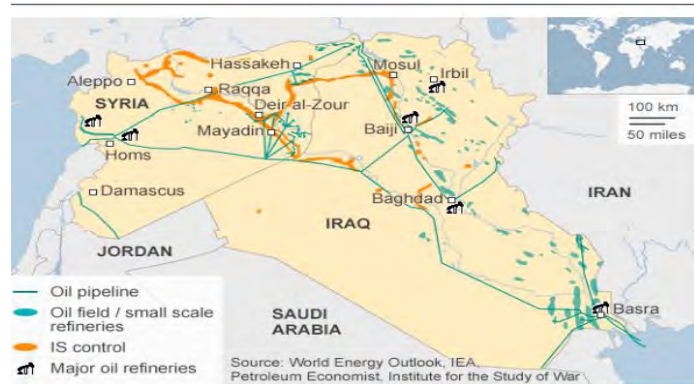 Hassakeh
Mosul
Aleppo
Irbil
Raqqa
SYRIA
Deir al-Zour
Mayadin
Baiji
Homs
100 km
50 miles
Damascus
Baghdad
IRAN
IRAQ
JORDAN
SAUDI
ARABIA
Basra
Oil pipeline
Oil field / small scale
refineries
IS control
Major oil refineries
Source: World Energy Outlook, IEA,
Petroleum Economist, Institute for the Study of War